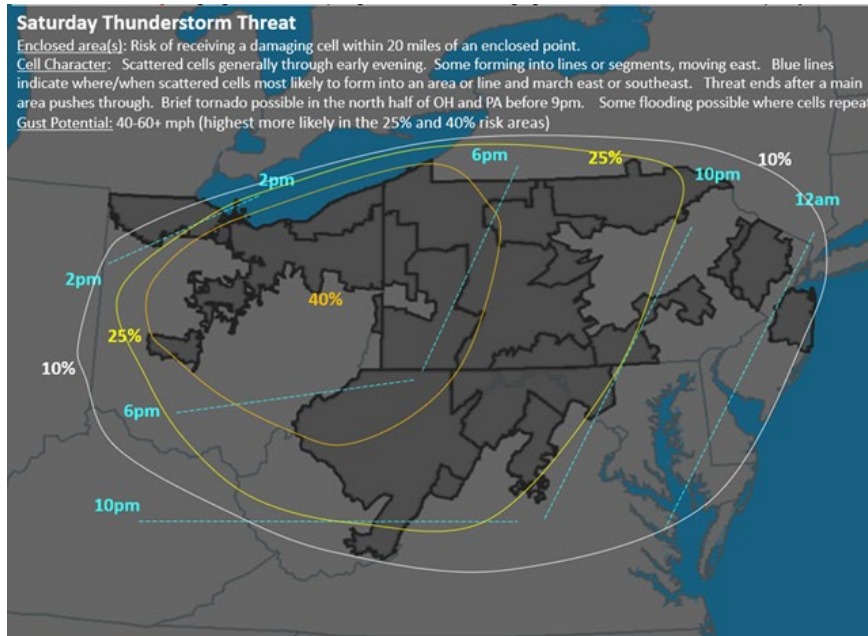 Saturday Thunderstorm Threat
Enclosed area(s): Risk of receiving a damaging cell within 20 miles of an enclosed point.
Cell Character: Scattered cells generally through early evening. Some forming into lines or segments, moving east. Blue lines
indicate where/when scattered cells most likely to form into an area or line and march east or southeast. Threat ends after a main
area pushes through. Brief tornado possible in the north half of OH and PA before 9pm. Some flooding possible where cells repeat
Gust Potential: 40-60+ mph (highest more likely in the 25% and 40% risk areas)
6pm
25%
10%
2pm
10pm
12am
2pm
40%
25%
10%
6pm
10pm